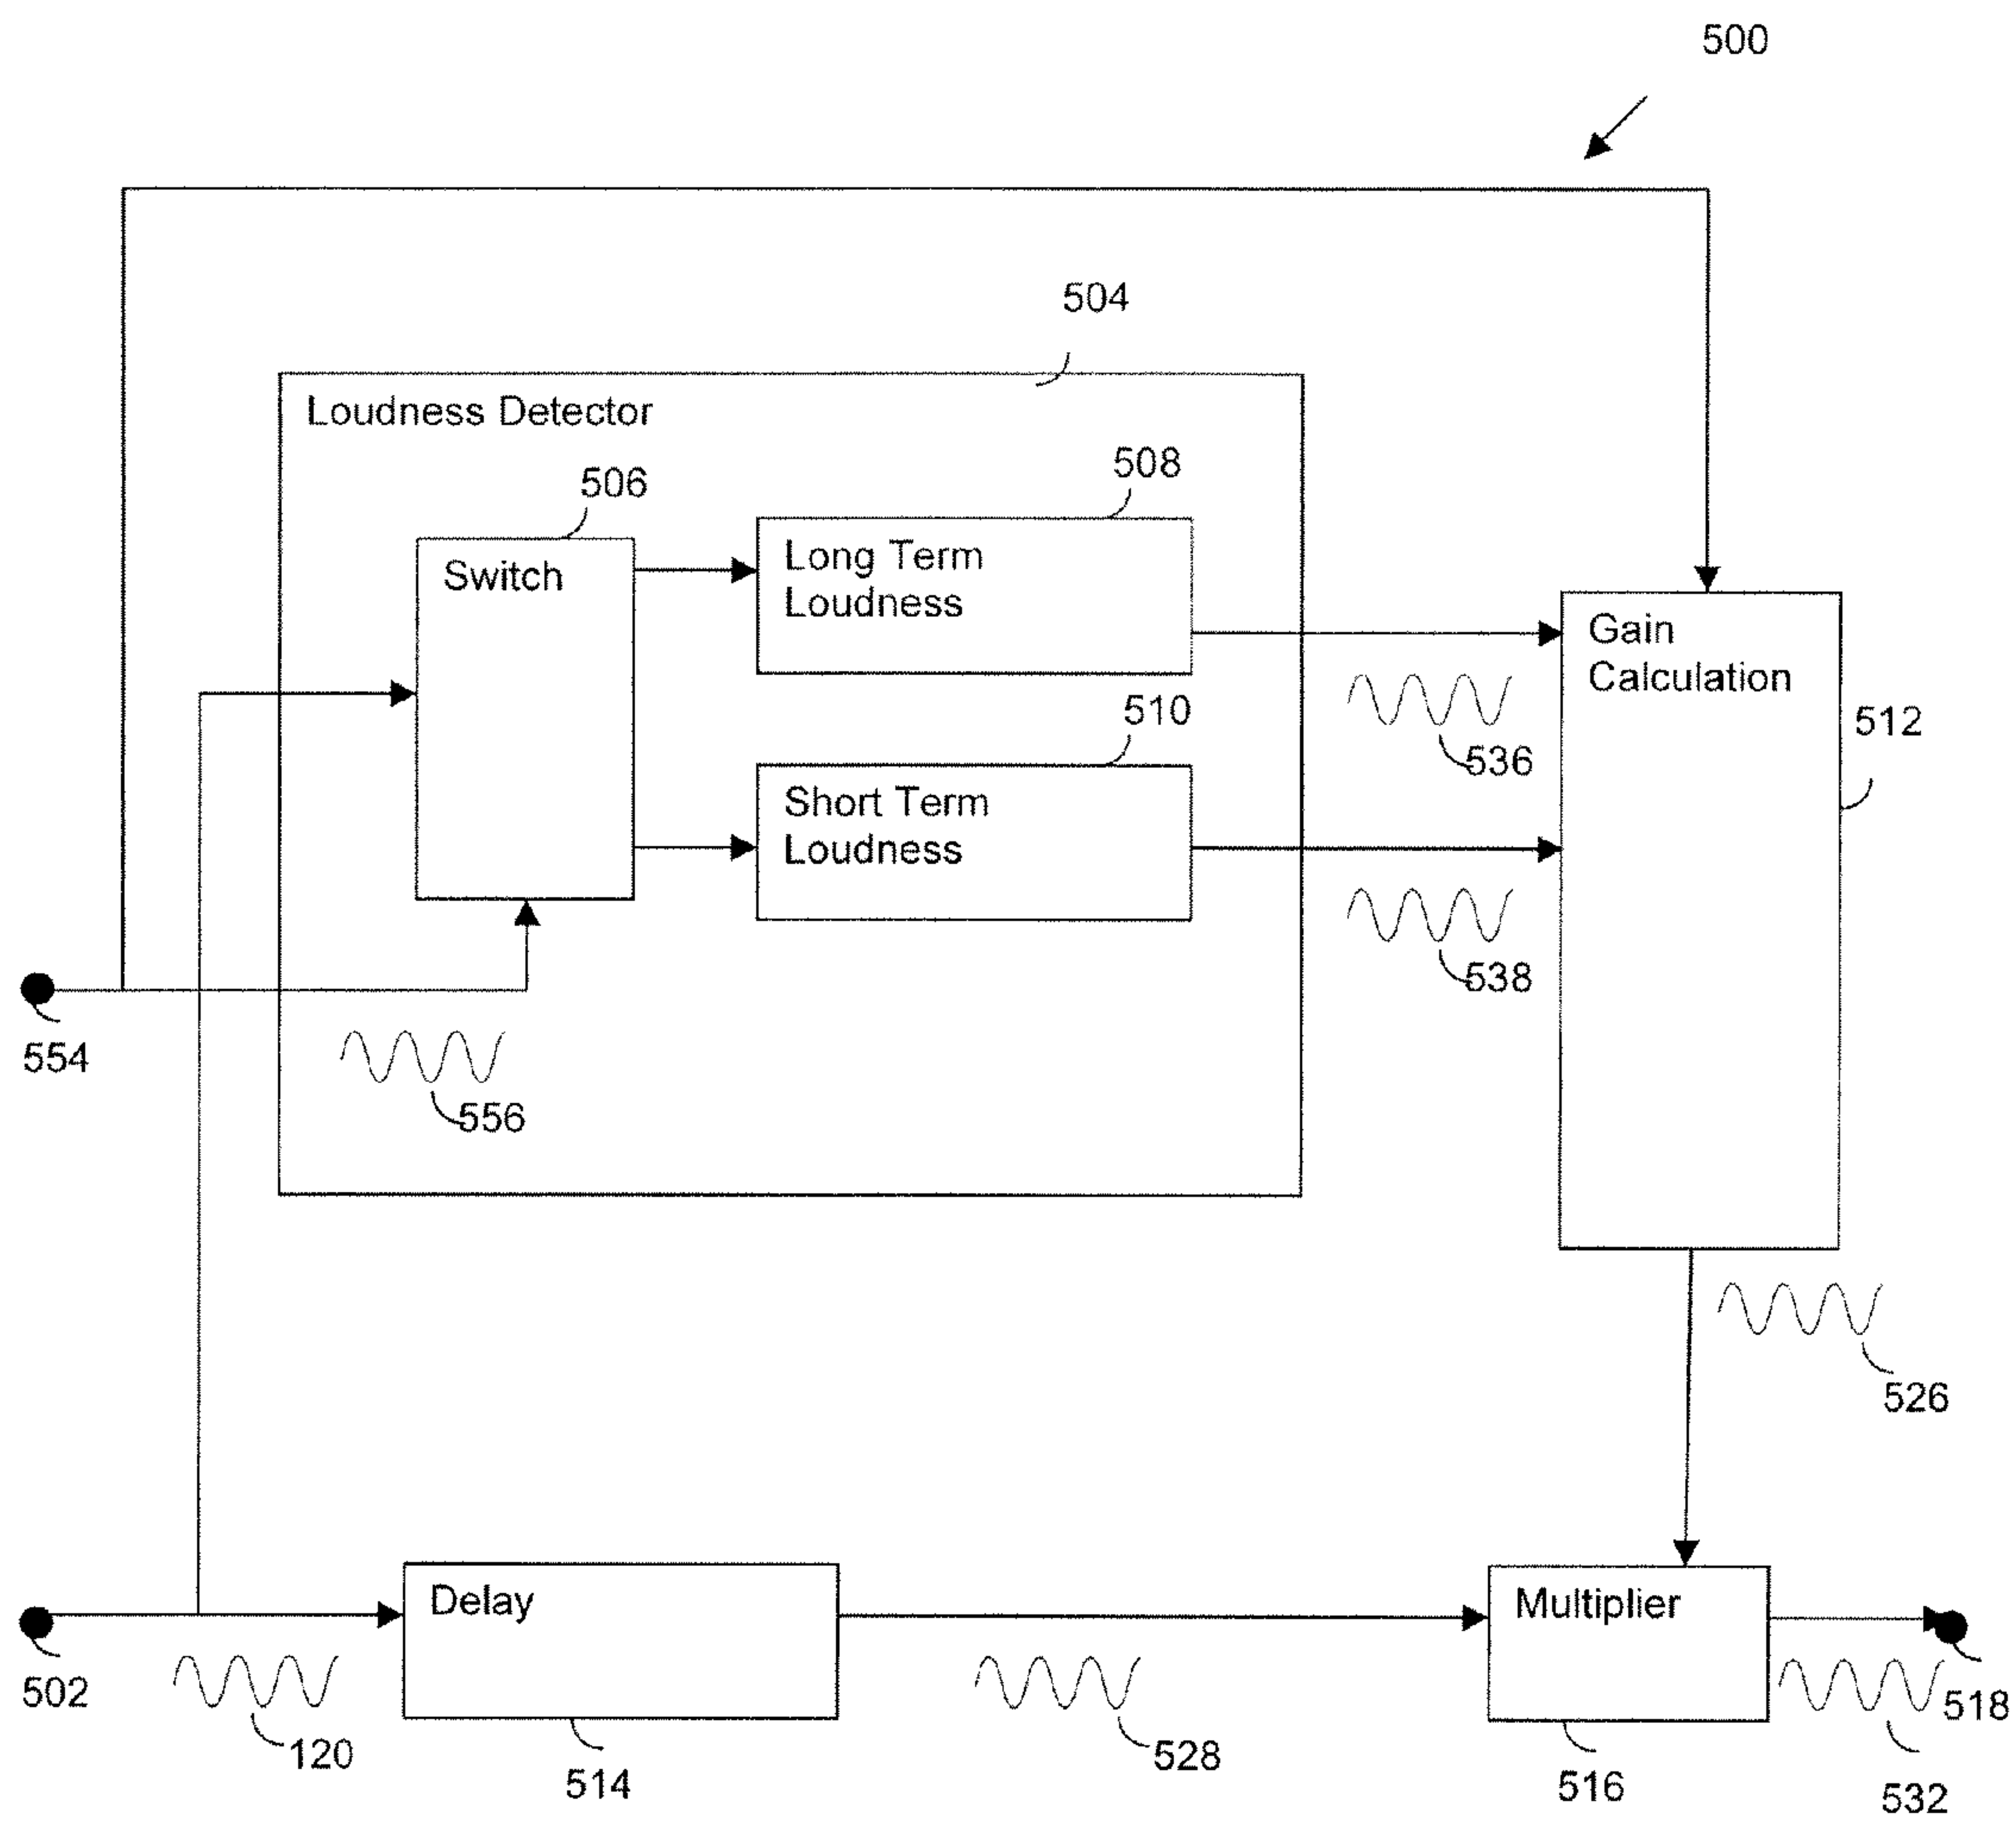 500
504
Loudness Detector
508
506
Long Term
Loudness
Switch
Gain
Calculation
510
512
536
Short Term
Loudness
538
554
556
526
Delay
Multiplier
502
518
120
528
514
516
532